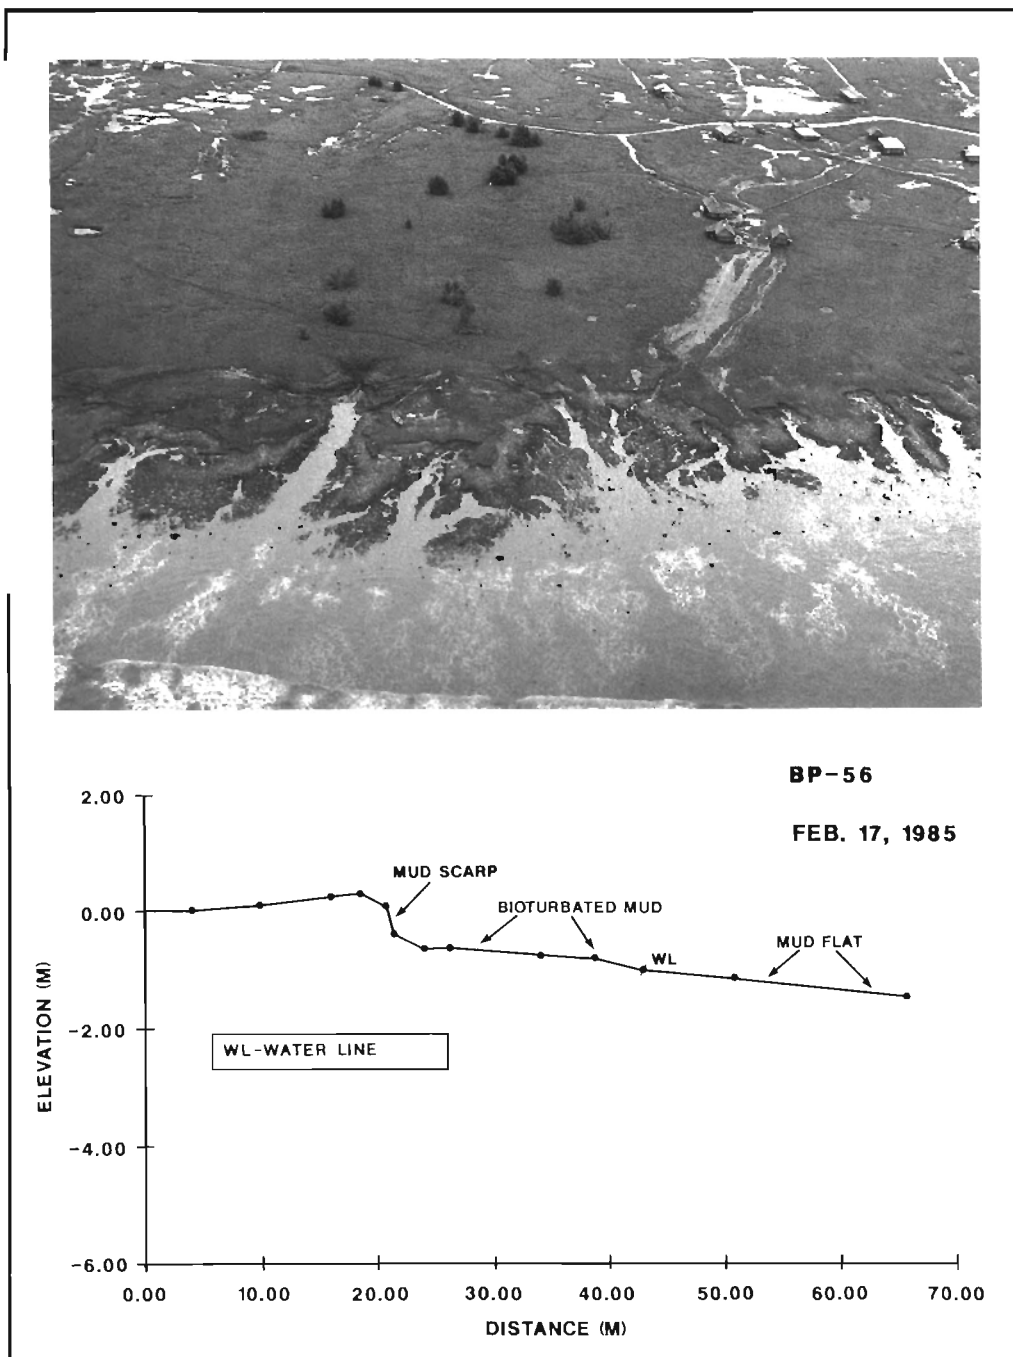 BP-56
FEB. 17, 1985
2.00
MUD SCARP
BIOTURBATED MUD
0.00
WL
MUD FLAT
-2.00
WL-WATER LINE
ELEVATION (M)
-4.00
-6.00
0.00 10.00 20.00 30.00 40.00 50.00 60.00 70.00
DISTANCE (M)